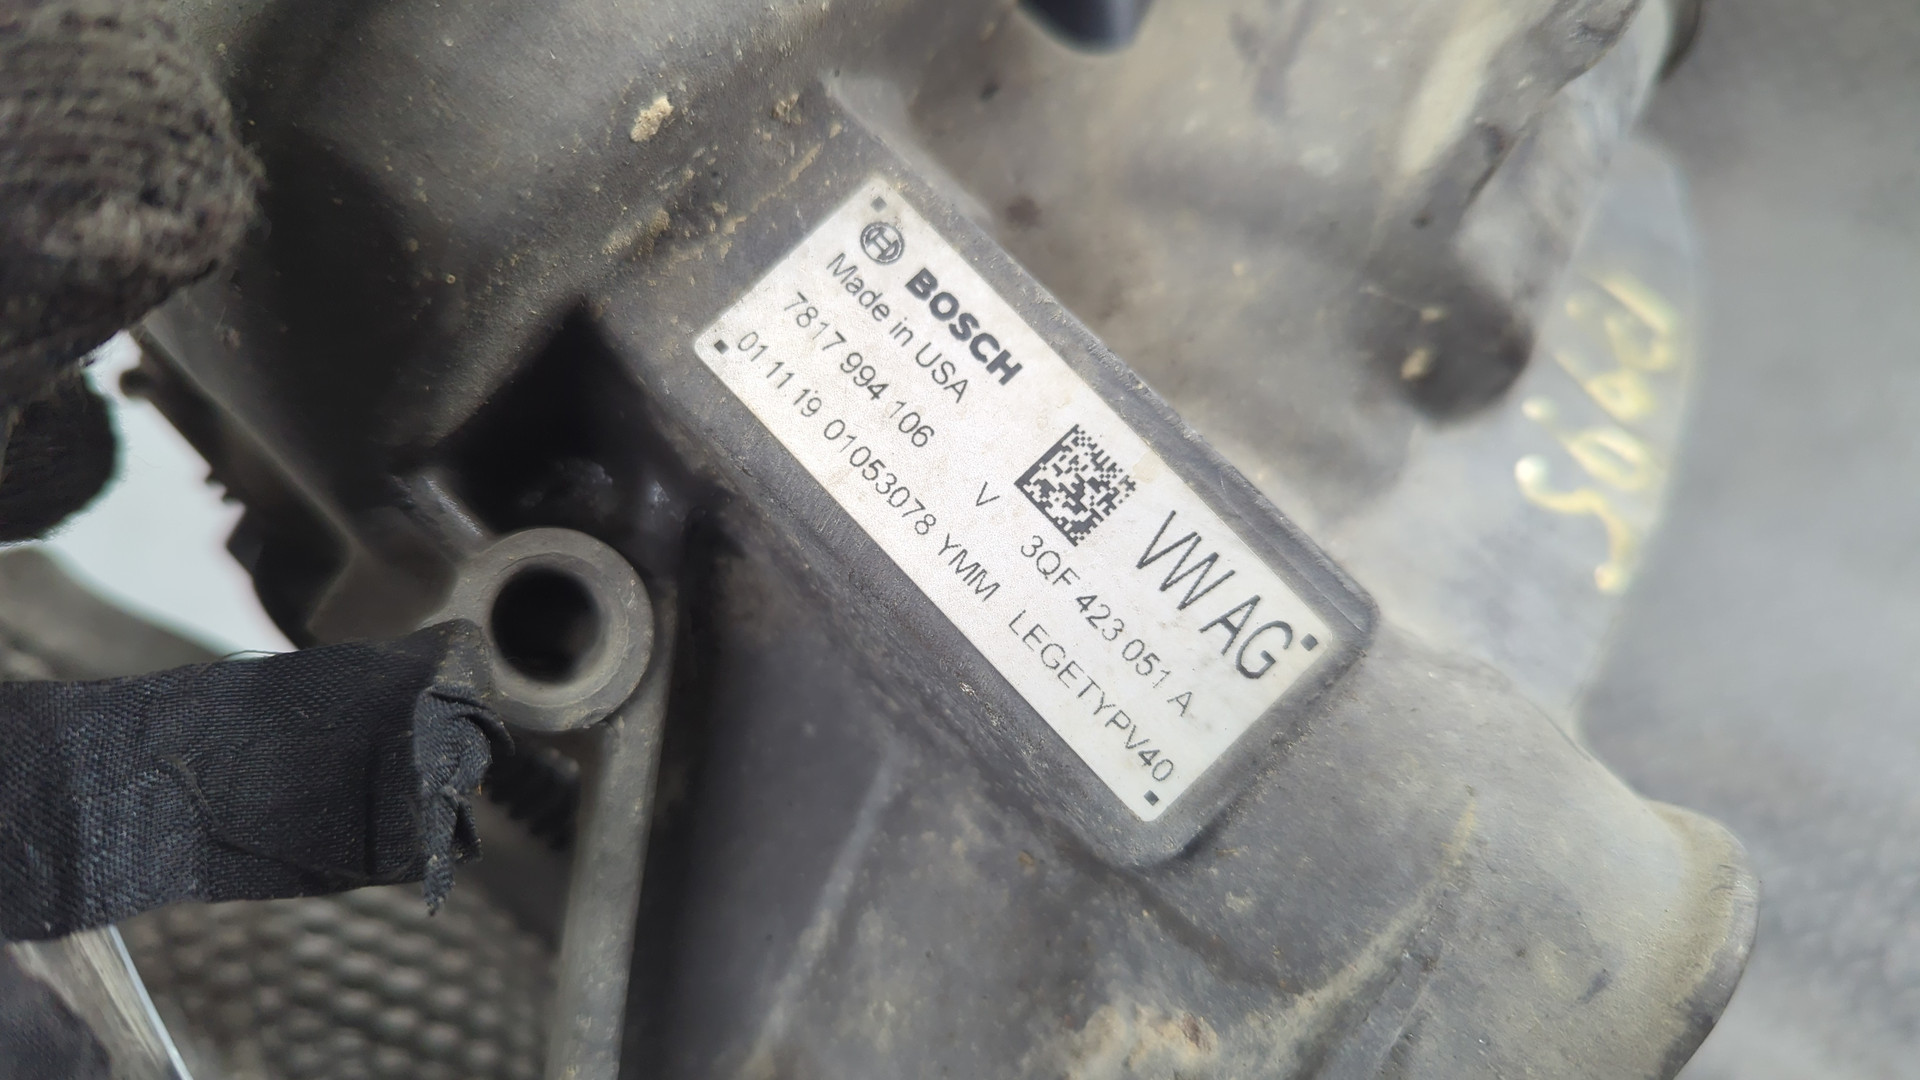 BOSCH
Made in USA
7817 994 106 V 3QF 423 051 A
01 11 19 01053078 YMM LEGETYPV40
VW AG